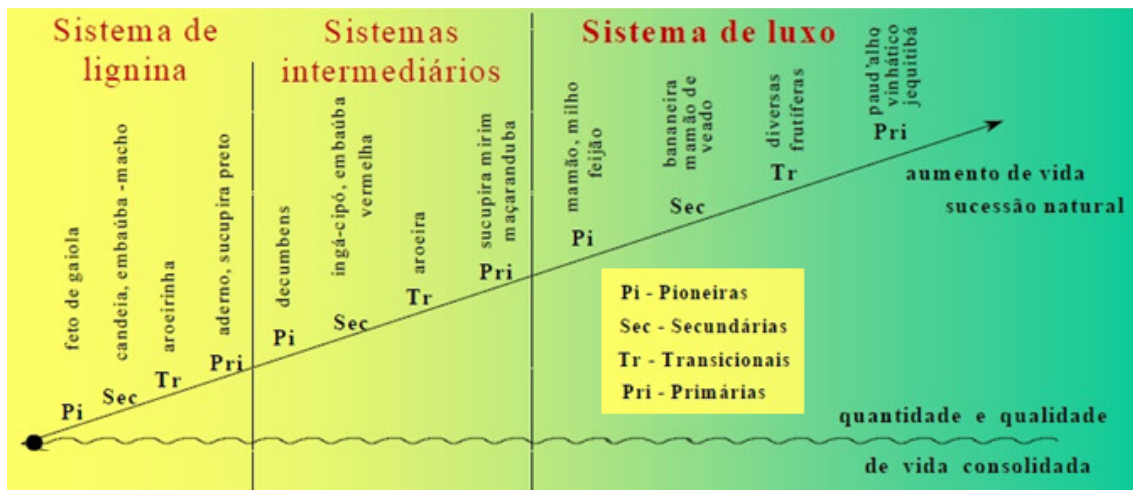 Sistema de
lignina
Sistemas
intermediários
Sistema de luxo
feto de gaiola
candeia, embaúba -macho
aroeirinha
aderno, sucupira preto
decumbens
ingá-cipó, embaúba
vermelha
aroeira
sucupira mirim
maçaranduba
mamão, milho
feijão
bananeira
mamão de
veado
diversas
frutíferas
paud'alho
vinhático
jequitibá
Pi
Sec
Tr
Pri
Pi
Sec
Tr
Pri
Pi
Sec
Tr
Pri
aumento de vida
sucessão natural
Pi - Pioneiras
Sec - Secundárias
Tr - Transicionais
Pri - Primárias
quantidade e qualidade
de vida consolidada